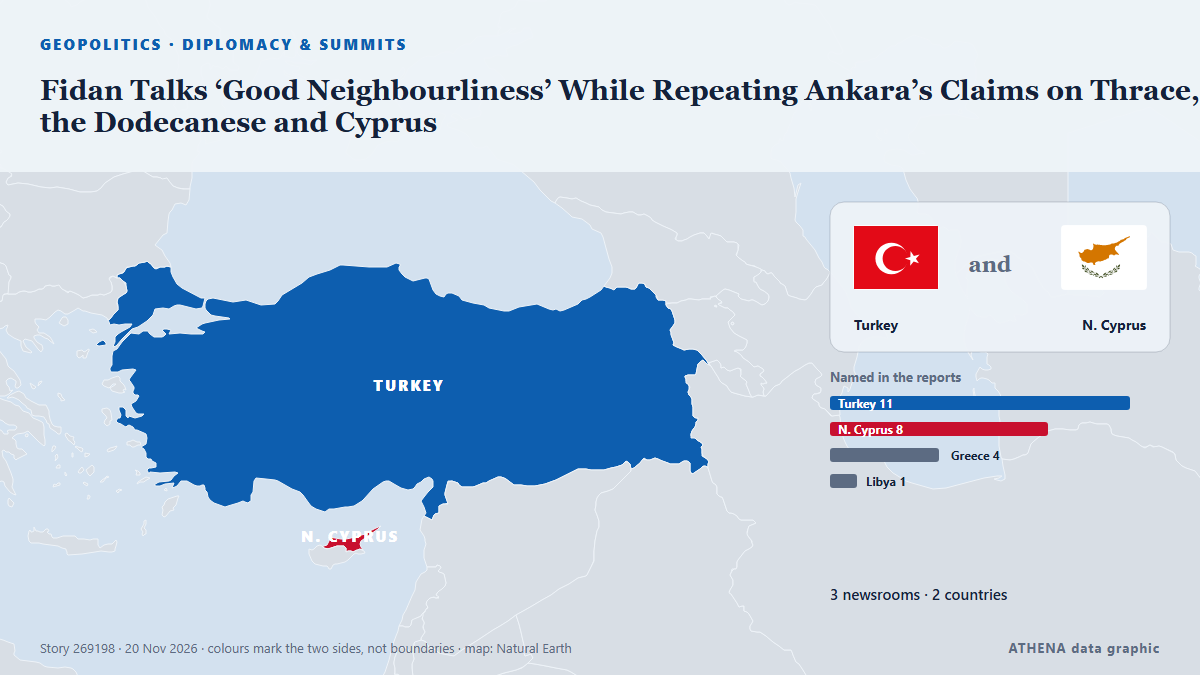 GEOPOLITICS · DIPLOMACY & SUMMITS
Fidan Talks ‘Good Neighbourliness’ While Repeating Ankara’s Claims on Thrace,
the Dodecanese and Cyprus
and
Turkey
N. Cyprus
Named in the reports
Turkey 11
N. Cyprus 8
Greece 4
Libya 1
TURKEY
N. CYPRUS
3 newsrooms · 2 countries
Story 269198 · 20 Nov 2026 · colours mark the two sides, not boundaries · map: Natural Earth
ATHENA data graphic